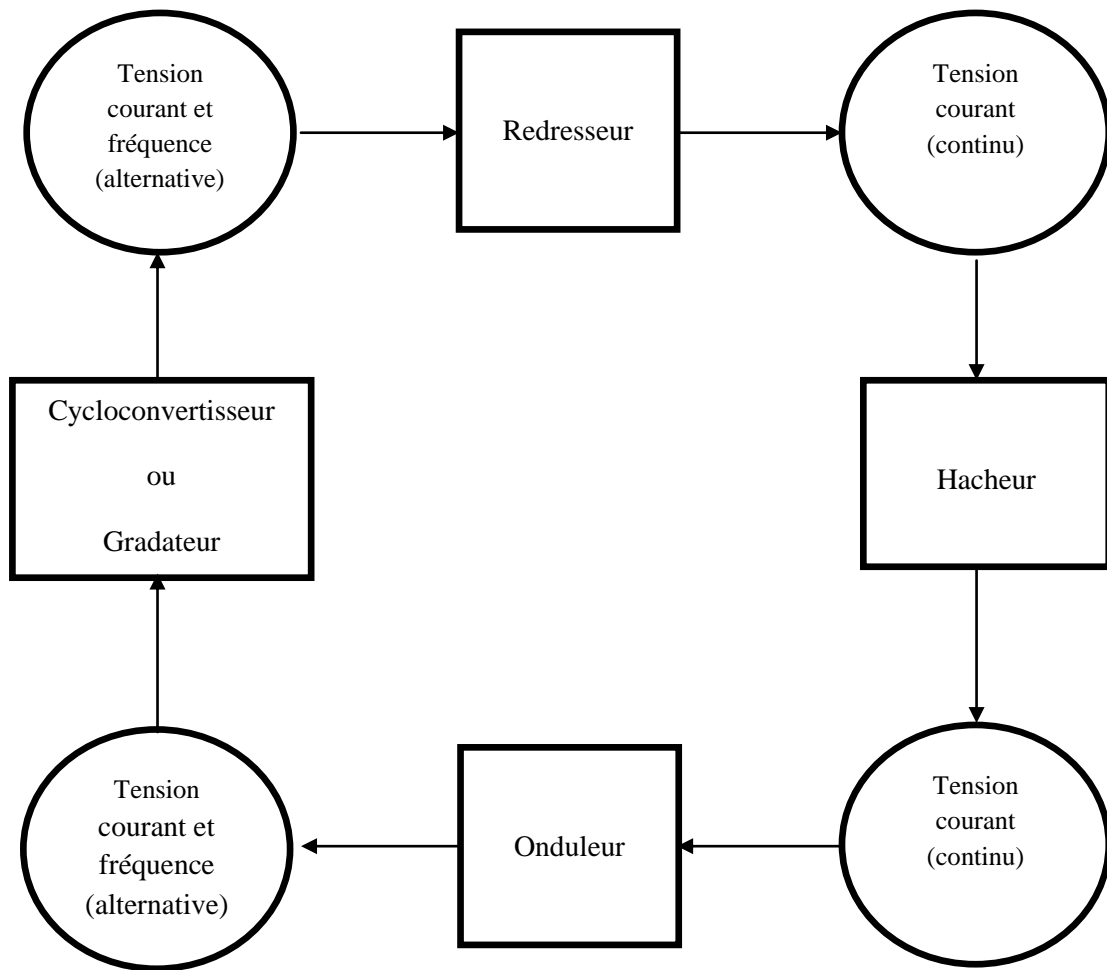 Tension
courant et
fréquence
(alternative)
Redresseur
Tension
courant
(continu)
Cycloconvertisseur
ou
Gradateur
Hacheur
Tension
courant et
fréquence
(alternative)
Onduleur
Tension
courant
(continu)